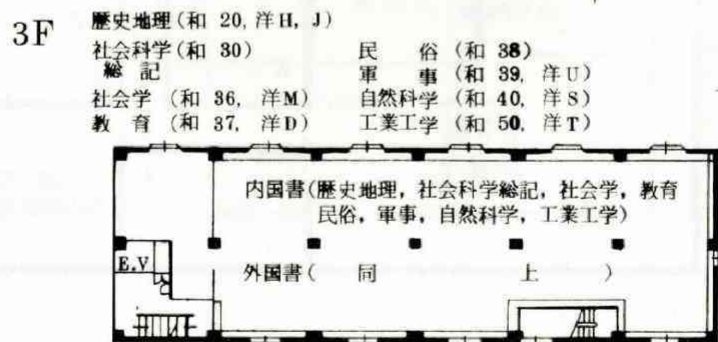 3F
歴史地理(和 20, 洋H, J)
社会科学(和 30)
総 記
社会学 (和 36, 洋M)
教 育 (和 37, 洋D)
民 俗 (和 38)
軍 事 (和 39, 洋U)
自然科学 (和 40, 洋S)
工業工学 (和 50, 洋T)
内国書(歴史地理, 社会科学総記, 社会学, 教育
民俗, 軍事, 自然科学, 工業工学)
E.V
外国書( 同 上 )